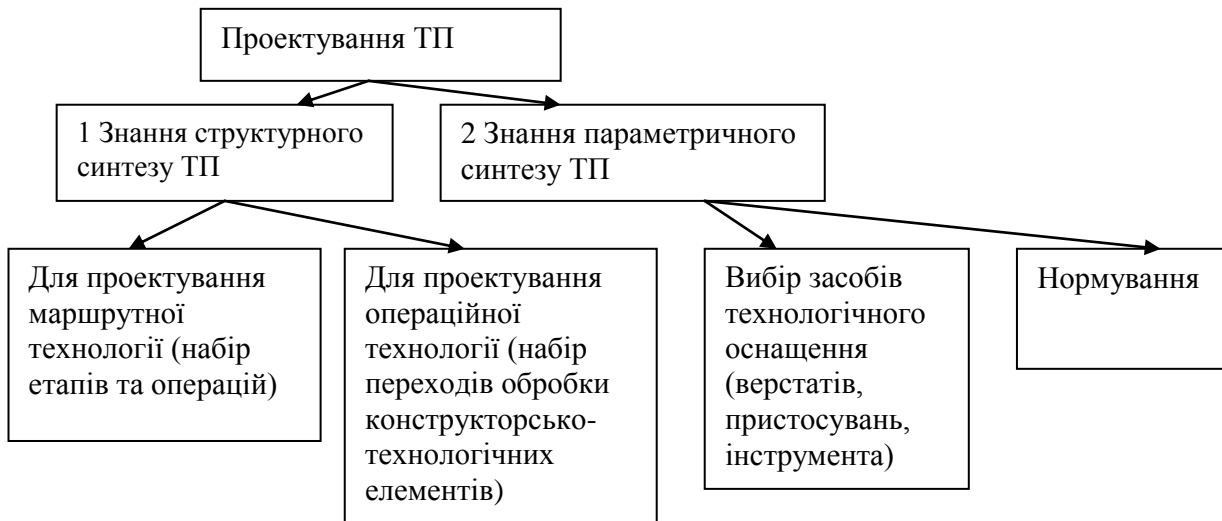 Проектування ТП
1 Знання структурного
синтезу ТП
2 Знання параметричного
синтезу ТП
Для проектування
маршрутної
технології (набір
етапів та операцій)
Для проектування
операційної
технології (набір
переходів обробки
конструкторсько-
технологічних
елементів)
Вибір засобів
технологічного
оснащення
(верстатів,
пристосувань,
інструмента)
Нормування